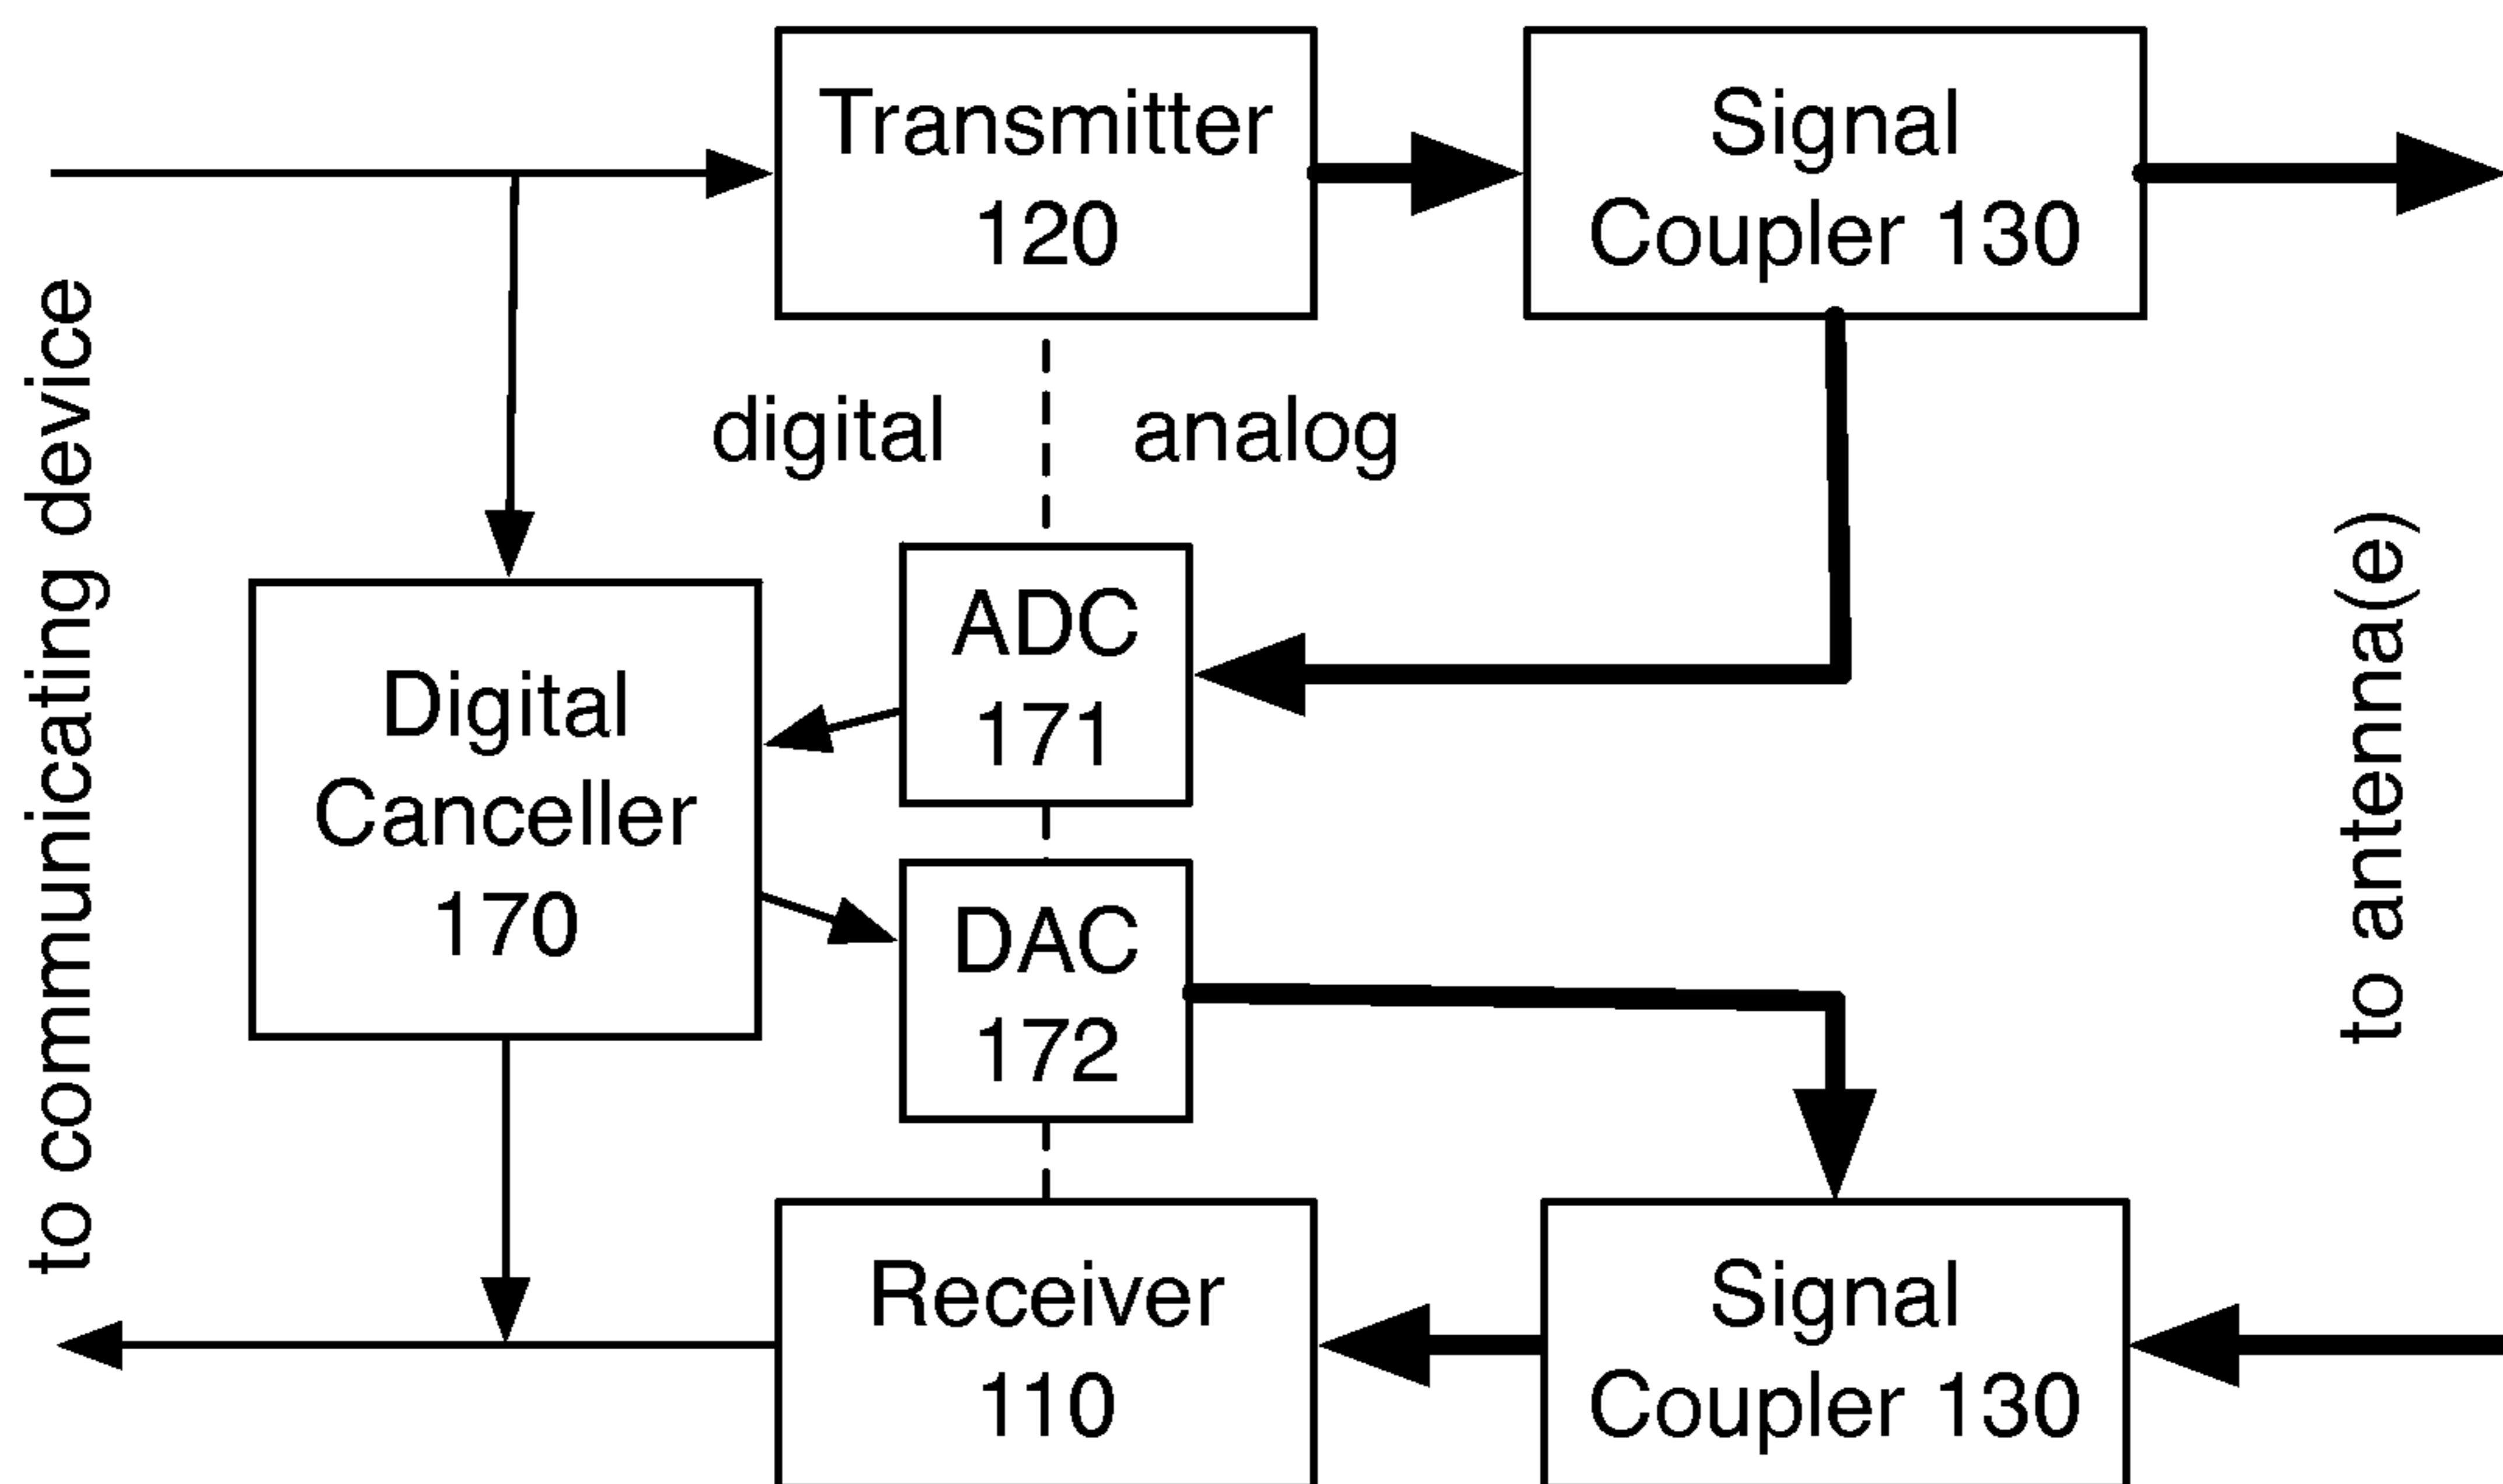 Transmitter
120
Signal
Coupler 130
digital
analog
to communicating device
ADC
171
Digital
Canceller
170
to antenna(e)
DAC
172
Receiver
110
Signal
Coupler 130